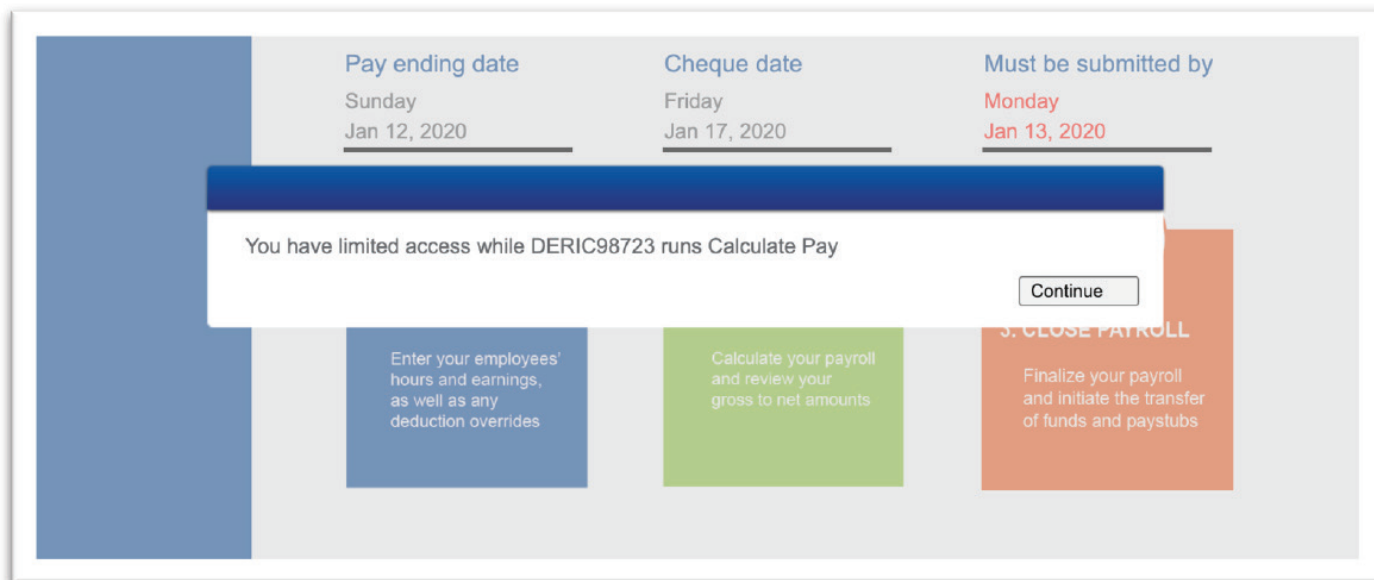 Pay ending date
Sunday
Jan 12, 2020
Cheque date
Friday
Jan 17, 2020
Must be submitted by
Monday
Jan 13, 2020
You have limited access while DERIC98723 runs Calculate Pay
Continue
Enter your employees'
hours and earnings,
as well as any
deduction overrides
Calculate your payroll
and review your
gross to net amounts
3. CLOSE PAYROLL
Finalize your payroll
and initiate the transfer
of funds and paystubs